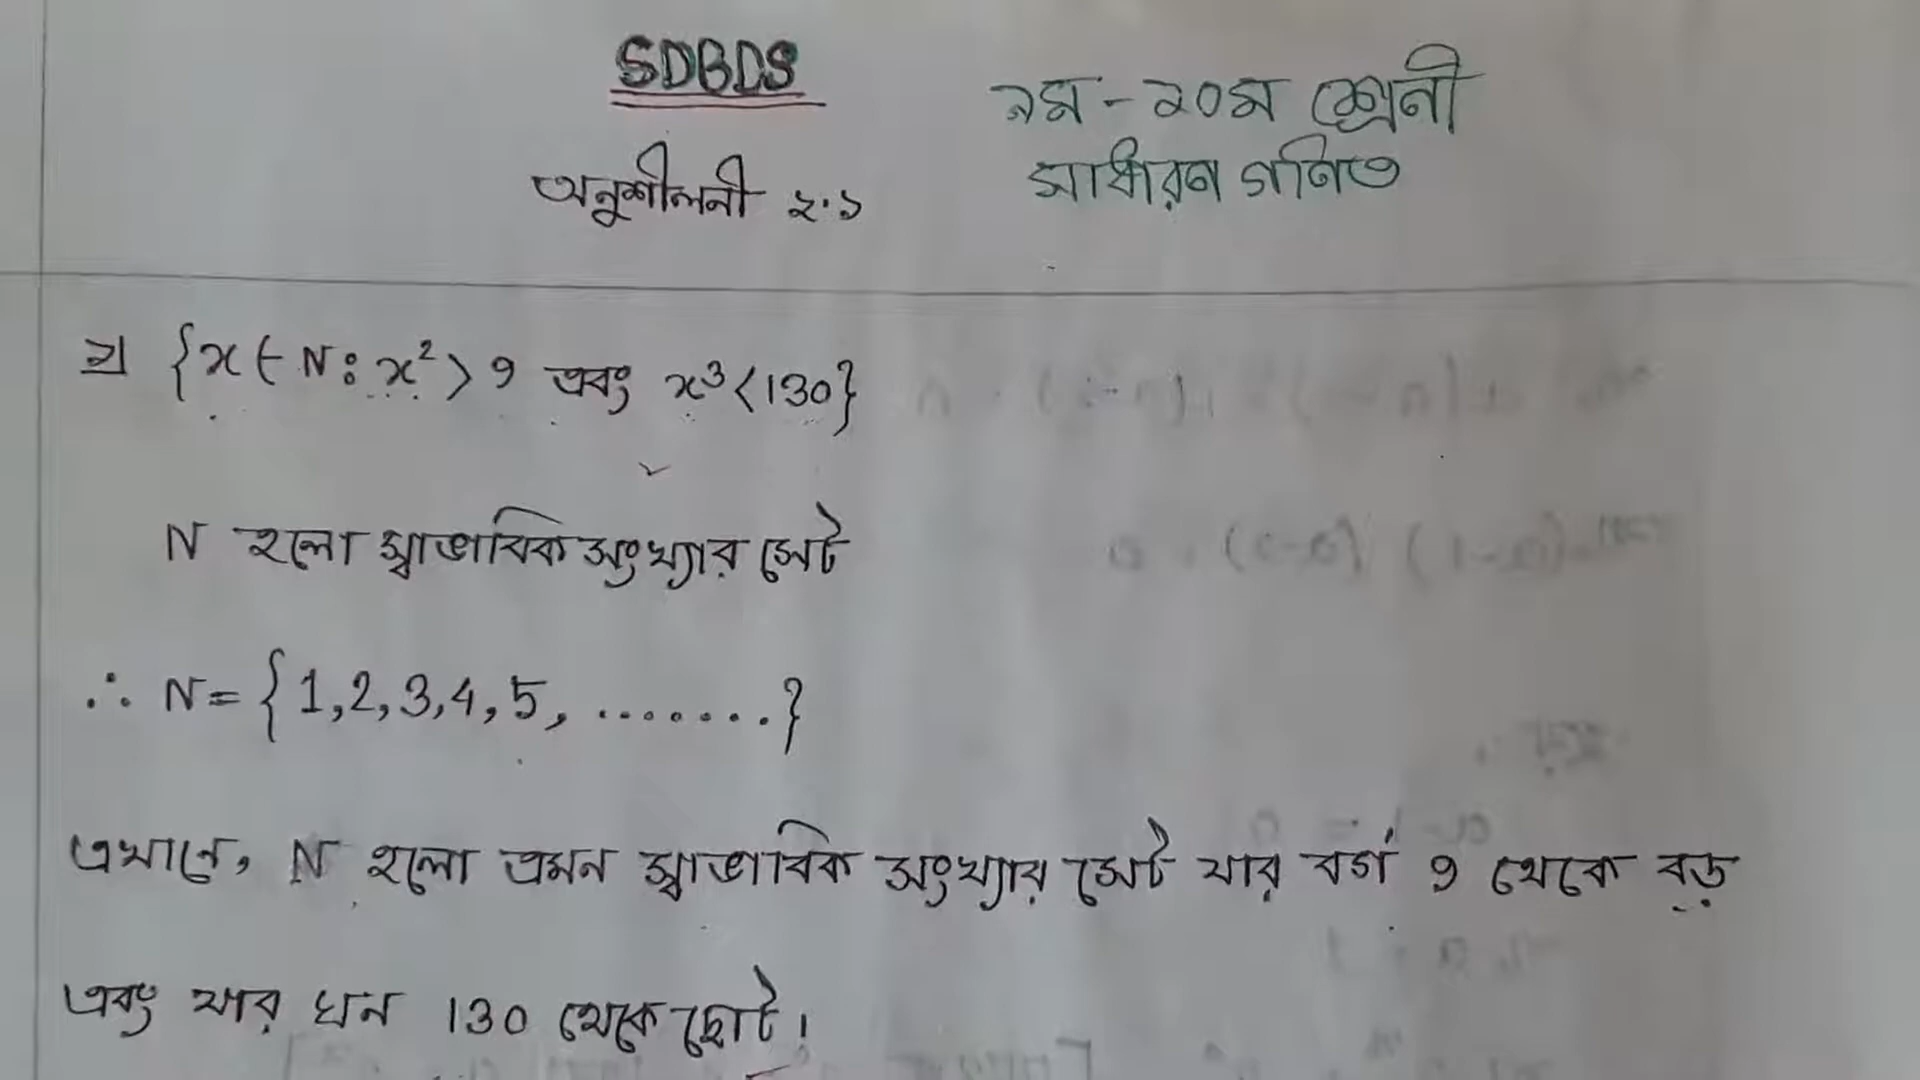 SDBDS
৯ম - ১০ম শ্রেনী
সাধারন গনিত
অনুশীলনী ২.১
{x ∈ N : x² > 9 এবং x³ < 130}
N হলো স্বাভাবিক সংখ্যার সেট
∴ N = {1, 2, 3, 4, 5, .......}
এখানে, N হলো এমন স্বাভাবিক সংখ্যার সেট যার বর্গ 9 থেকে বড়
এবং যার ঘন 130 থেকে ছোট।